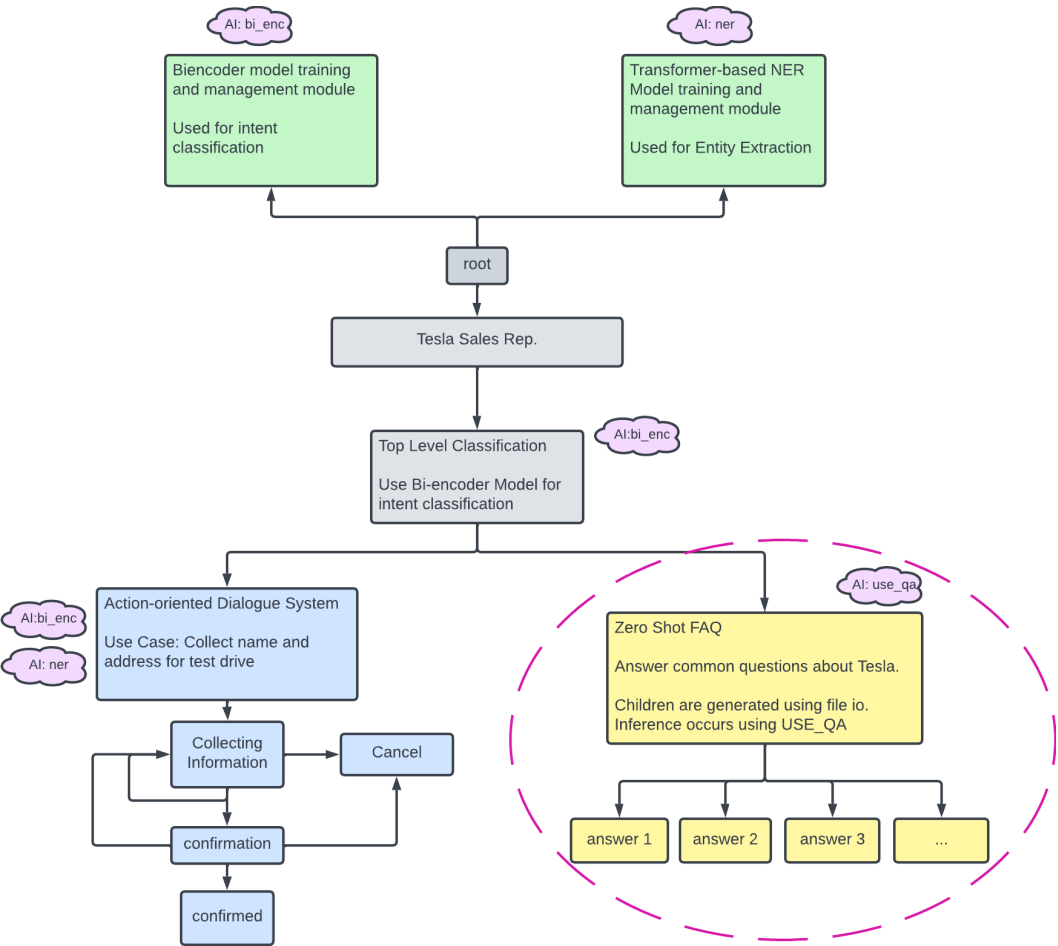 AI: bi_enc
AI: ner
Biencoder model training
and management module
Used for intent
classification
Transformer-based NER
Model training and
management module
Used for Entity Extraction
root
Tesla Sales Rep.
AI:bi_enc
Top Level Classification
Use Bi-encoder Model for
intent classification
AI: use_qa
AI:bi_enc
AI: ner
Action-oriented Dialogue System
Use Case: Collect name and
address for test drive
Zero Shot FAQ
Answer common questions about Tesla.
Children are generated using file io.
Inference occurs using USE_QA
Collecting
Information
Cancel
confirmation
confirmed
answer 1
answer 2
answer 3
...